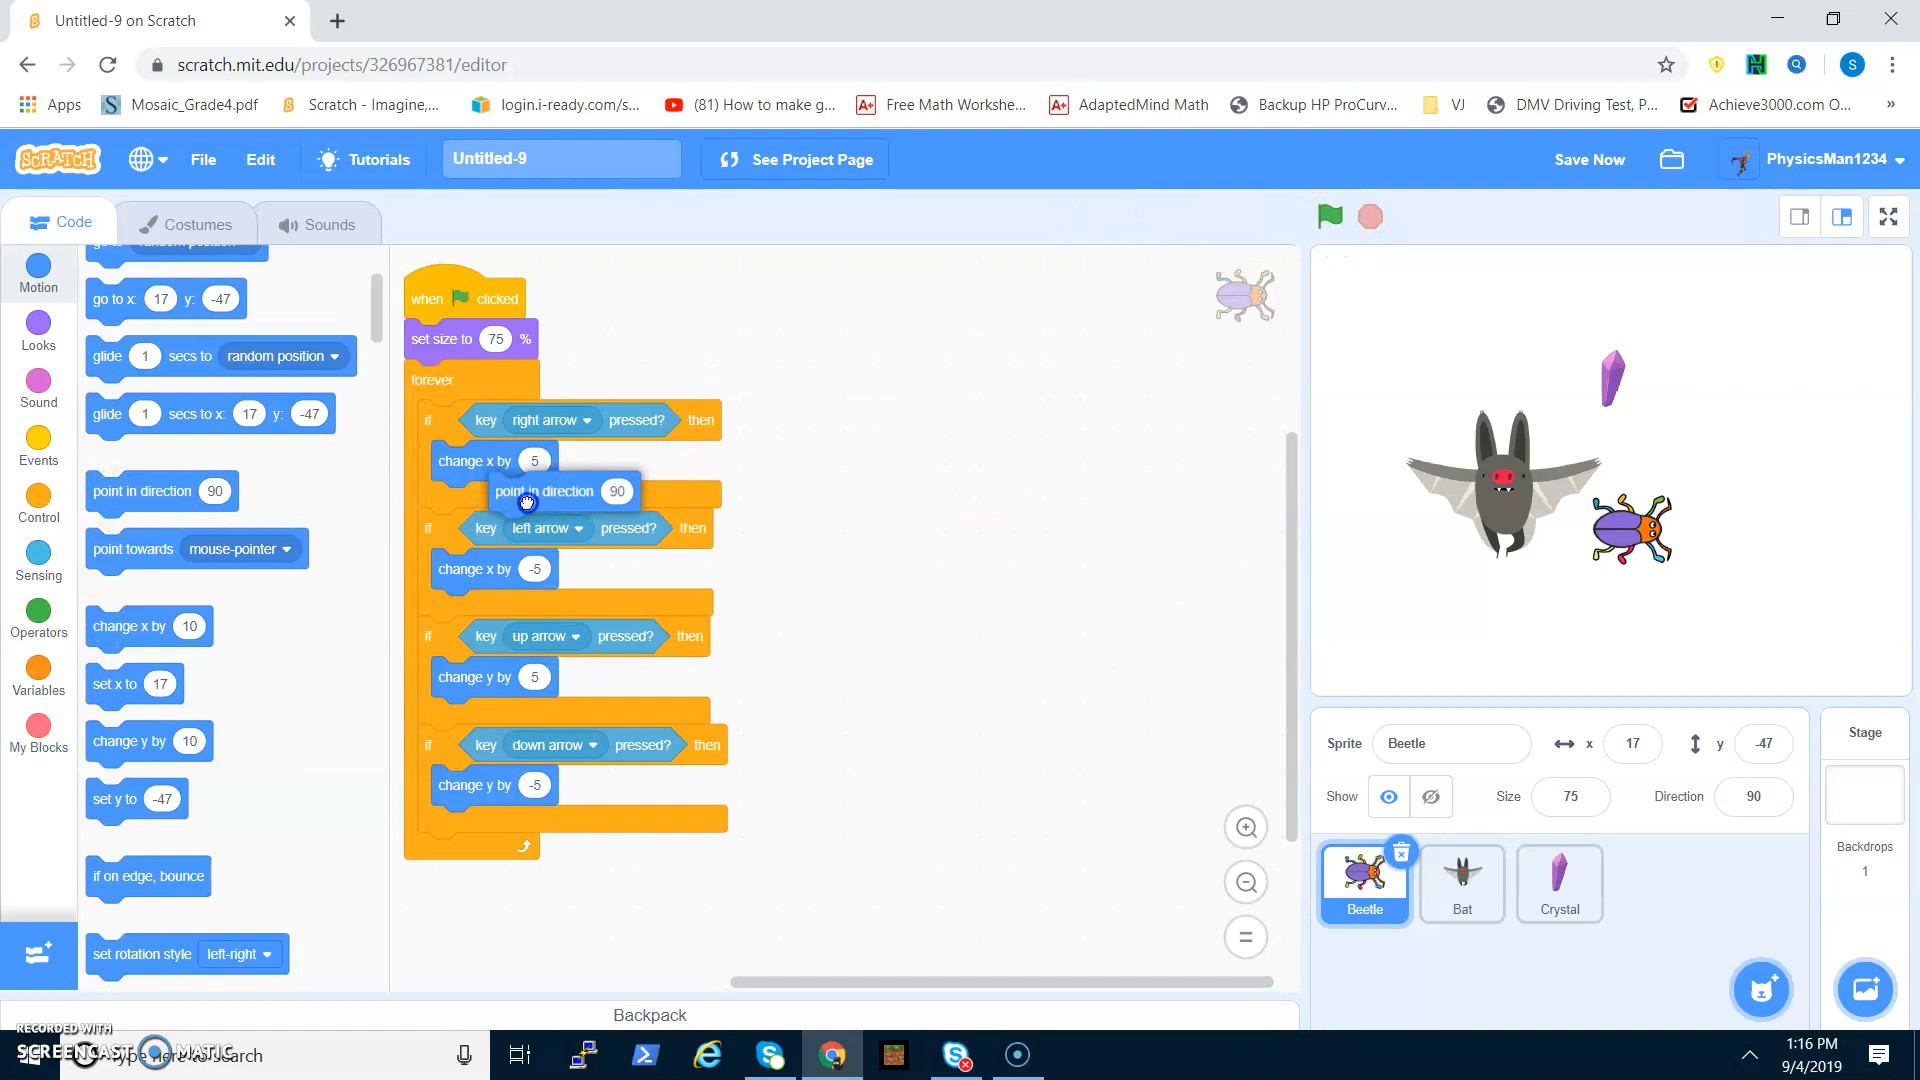 Untitled-9 on Scratch
scratch.mit.edu/projects/326967381/editor
S
Apps
Mosaic_Grade4.pdf
Scratch - Imagine,...
login.i-ready.com/s...
(81) How to make g...
Free Math Workshe...
AdaptedMind Math
Backup HP ProCurv...
VJ
DMV Driving Test, P...
Achieve3000.com O...
»
SCRATCH
File
Edit
Tutorials
Untitled-9
See Project Page
Save Now
PhysicsMan1234
Code
Costumes
Sounds
Motion
Looks
Sound
Events
Control
Sensing
Operators
Variables
My Blocks
go to x: 17 y: -47
glide 1 secs to random position
glide 1 secs to x: 17 y: -47
point in direction 90
point towards mouse-pointer
change x by 10
set x to 17
change y by 10
set y to -47
if on edge, bounce
set rotation style left-right
when clicked
set size to 75 %
forever
if key right arrow pressed? then
change x by 5
point in direction 90
if key left arrow pressed? then
change x by -5
if key up arrow pressed? then
change y by 5
if key down arrow pressed? then
change y by -5
Backpack
Sprite Beetle x 17 y -47
Show Size 75 Direction 90
Beetle
Bat
Crystal
Stage
Backdrops
1
RECORDED WITH
SCREENCAST MATIC
Type here to search
1:16 PM
9/4/2019